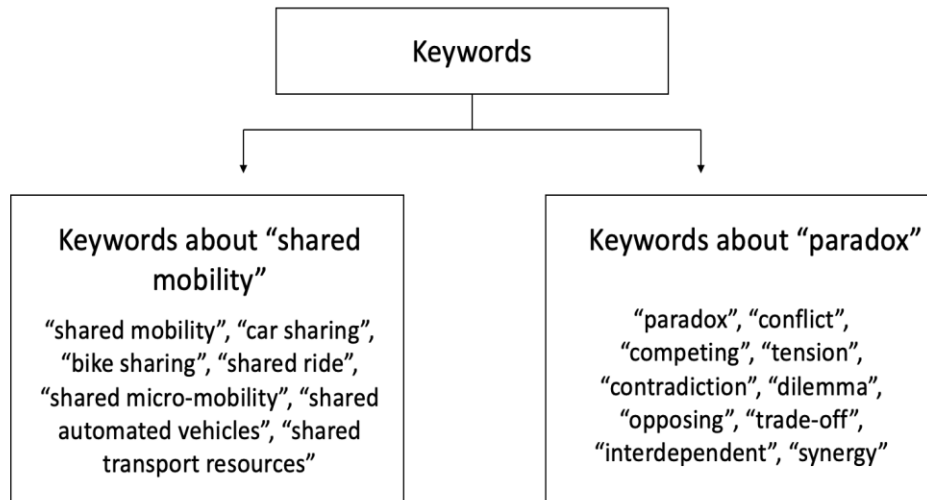 Keywords
Keywords about “shared
mobility”
“shared mobility”, “car sharing”,
“bike sharing”, “shared ride”,
“shared micro-mobility”, “shared
automated vehicles”, “shared
transport resources”
Keywords about “paradox”
“paradox”, “conflict”,
“competing”, “tension”,
“contradiction”, “dilemma”,
“opposing”, “trade-off”,
“interdependent”, “synergy”